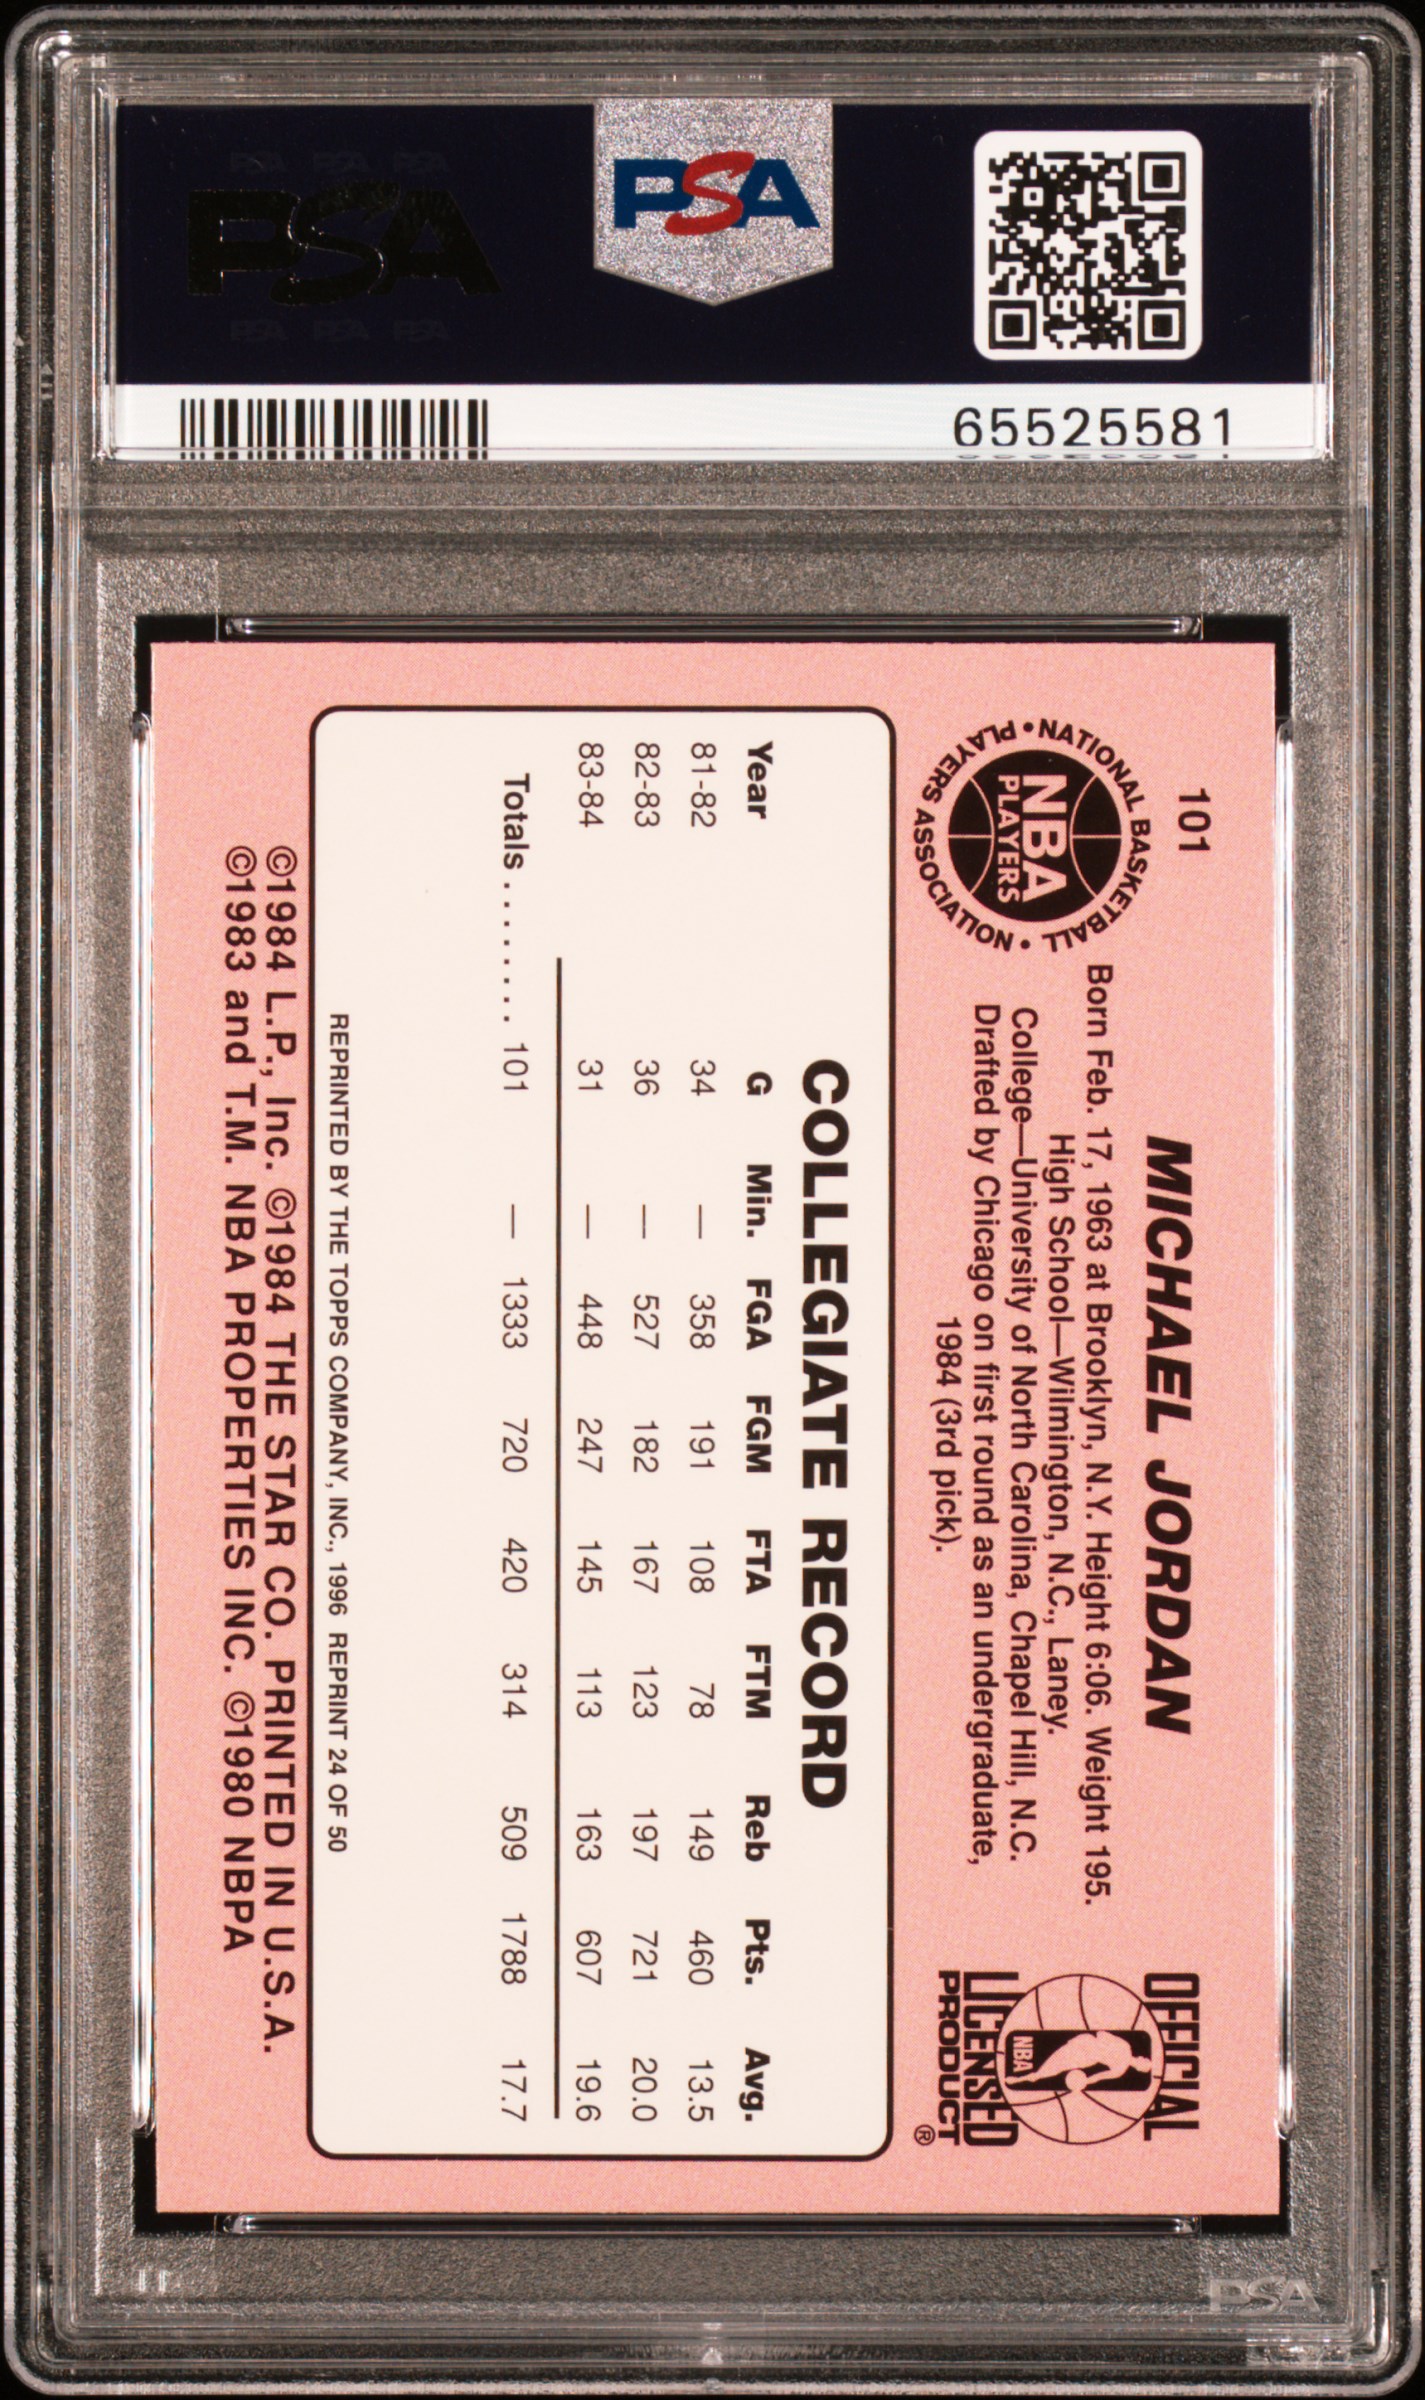 PSA
PSA
65525581
101
MICHAEL JORDAN
NATIONAL BASKETBALL • PLAYERS ASSOCIATION •
NBA
PLAYERS
Born Feb. 17, 1963 at Brooklyn, N.Y. Height 6:06. Weight 195.
High School—Wilmington, N.C., Laney.
College—University of North Carolina, Chapel Hill, N.C.
Drafted by Chicago on first round as an undergraduate,
1984 (3rd pick).
OFFICIAL
NBA
LICENSED
PRODUCT ®
COLLEGIATE RECORD
Year G Min. FGA FGM FTA FTM Reb Pts. Avg.
81-82 34 — 358 191 108 78 149 460 13.5
82-83 36 — 527 182 167 123 197 721 20.0
83-84 31 — 448 247 145 113 163 607 19.6
Totals . . . . . . . . 101 — 1333 720 420 314 509 1788 17.7
REPRINTED BY THE TOPPS COMPANY, INC., 1996 REPRINT 24 OF 50
©1984 L.P., Inc. ©1984 THE STAR CO. PRINTED IN U.S.A.
©1983 and T.M. NBA PROPERTIES INC. ©1980 NBPA
PSA